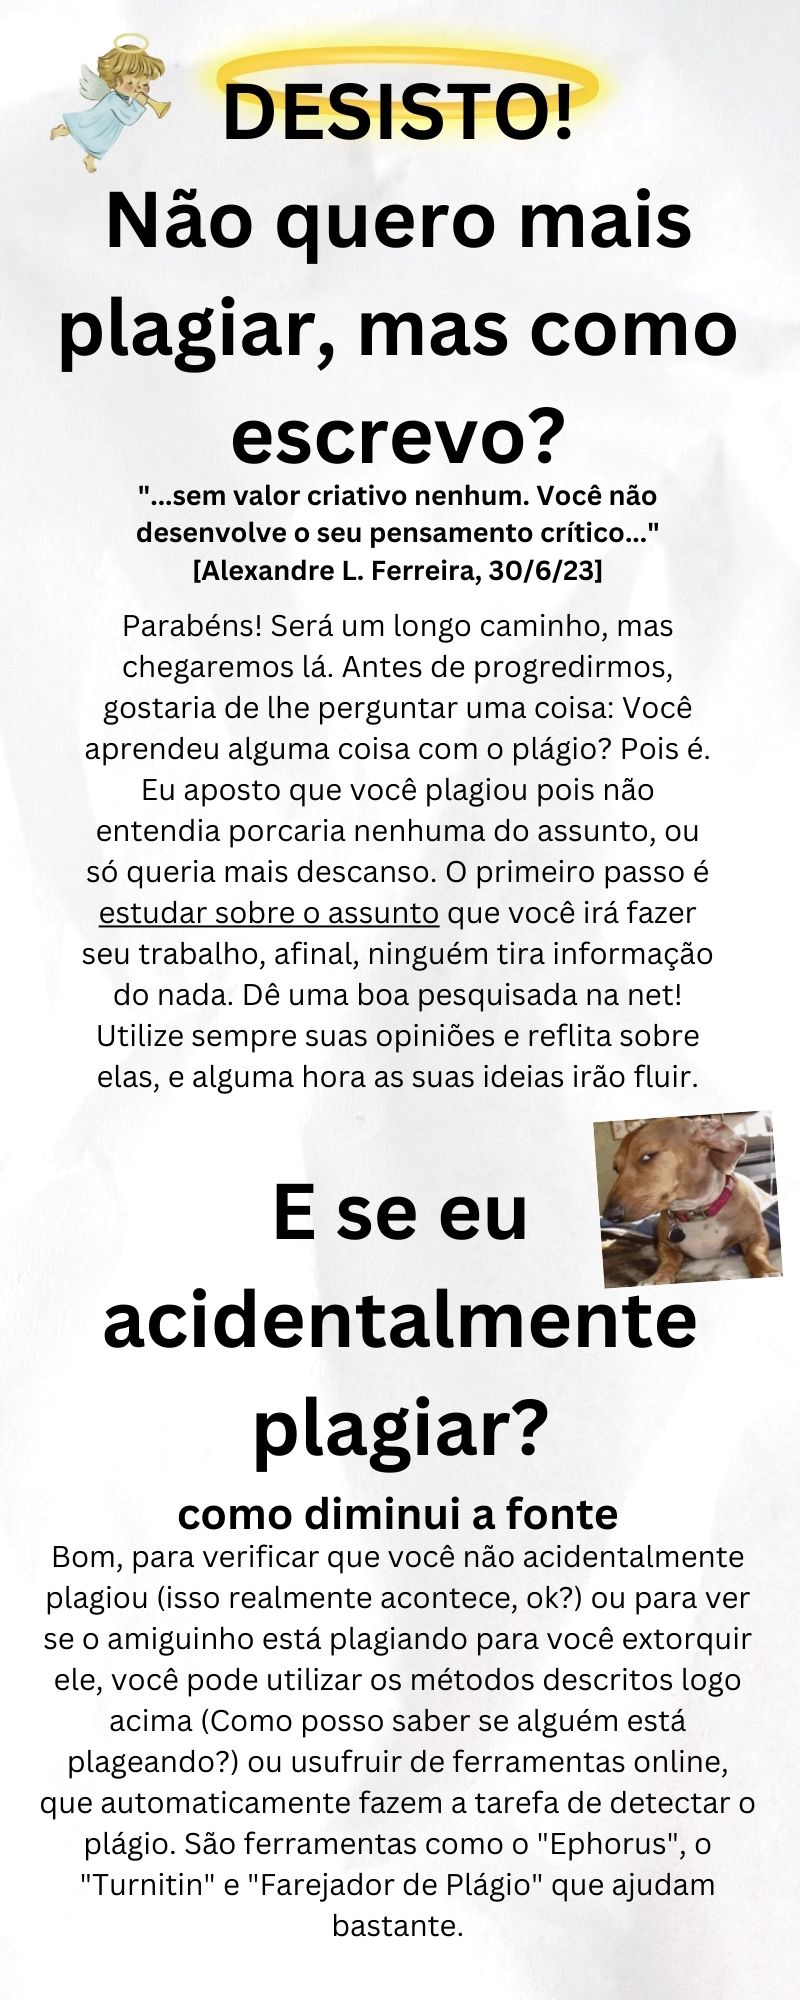 DESISTO!
Não quero mais
plagiar, mas como
escrevo?
"...sem valor criativo nenhum. Você não
desenvolve o seu pensamento crítico..."
[Alexandre L. Ferreira, 30/6/23]
Parabéns! Será um longo caminho, mas
chegaremos lá. Antes de progredirmos,
gostaria de lhe perguntar uma coisa: Você
aprendeu alguma coisa com o plágio? Pois é.
Eu aposto que você plagiou pois não
entendia porcaria nenhuma do assunto, ou
só queria mais descanso. O primeiro passo é
estudar sobre o assunto que você irá fazer
seu trabalho, afinal, ninguém tira informação
do nada. Dê uma boa pesquisada na net!
Utilize sempre suas opiniões e reflita sobre
elas, e alguma hora as suas ideias irão fluir.
E se eu
acidentalmente
plagiar?
como diminui a fonte
Bom, para verificar que você não acidentalmente
plagiou (isso realmente acontece, ok?) ou para ver
se o amiguinho está plagiando para você extorquir
ele, você pode utilizar os métodos descritos logo
acima (Como posso saber se alguém está
plageando?) ou usufruir de ferramentas online,
que automaticamente fazem a tarefa de detectar o
plágio. São ferramentas como o "Ephorus", o
"Turnitin" e "Farejador de Plágio" que ajudam
bastante.